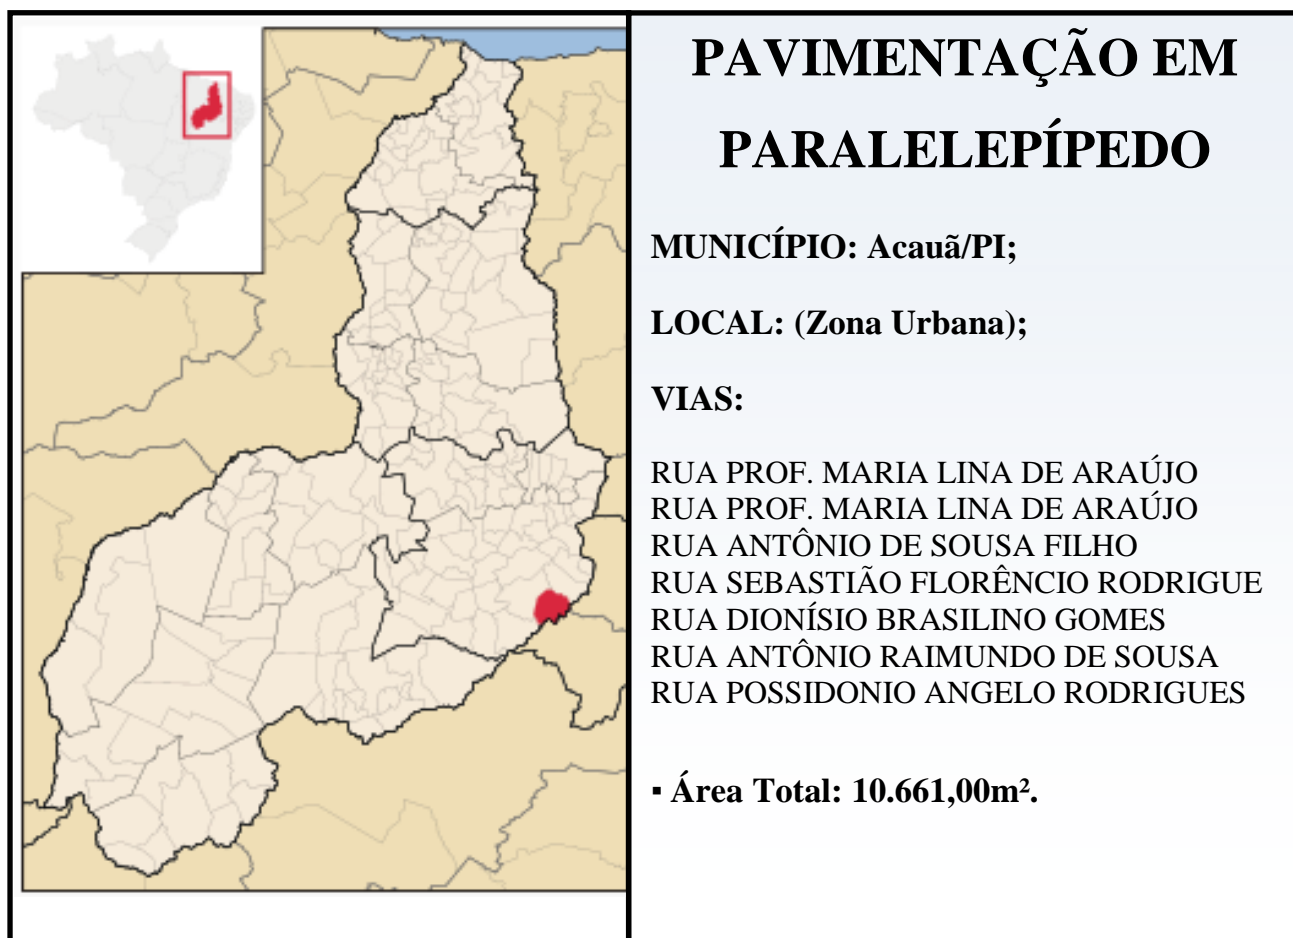 PAVIMENTAÇÃO EM
PARALELEPÍPEDO
MUNICÍPIO: Acauã/PI;
LOCAL: (Zona Urbana);
VIAS:
RUA PROF. MARIA LINA DE ARAÚJO
RUA PROF. MARIA LINA DE ARAÚJO
RUA ANTÔNIO DE SOUSA FILHO
RUA SEBASTIÃO FLORÊNCIO RODRIGUE
RUA DIONÍSIO BRASILINO GOMES
RUA ANTÔNIO RAIMUNDO DE SOUSA
RUA POSSIDONIO ANGELO RODRIGUES
▪ Área Total: 10.661,00m².